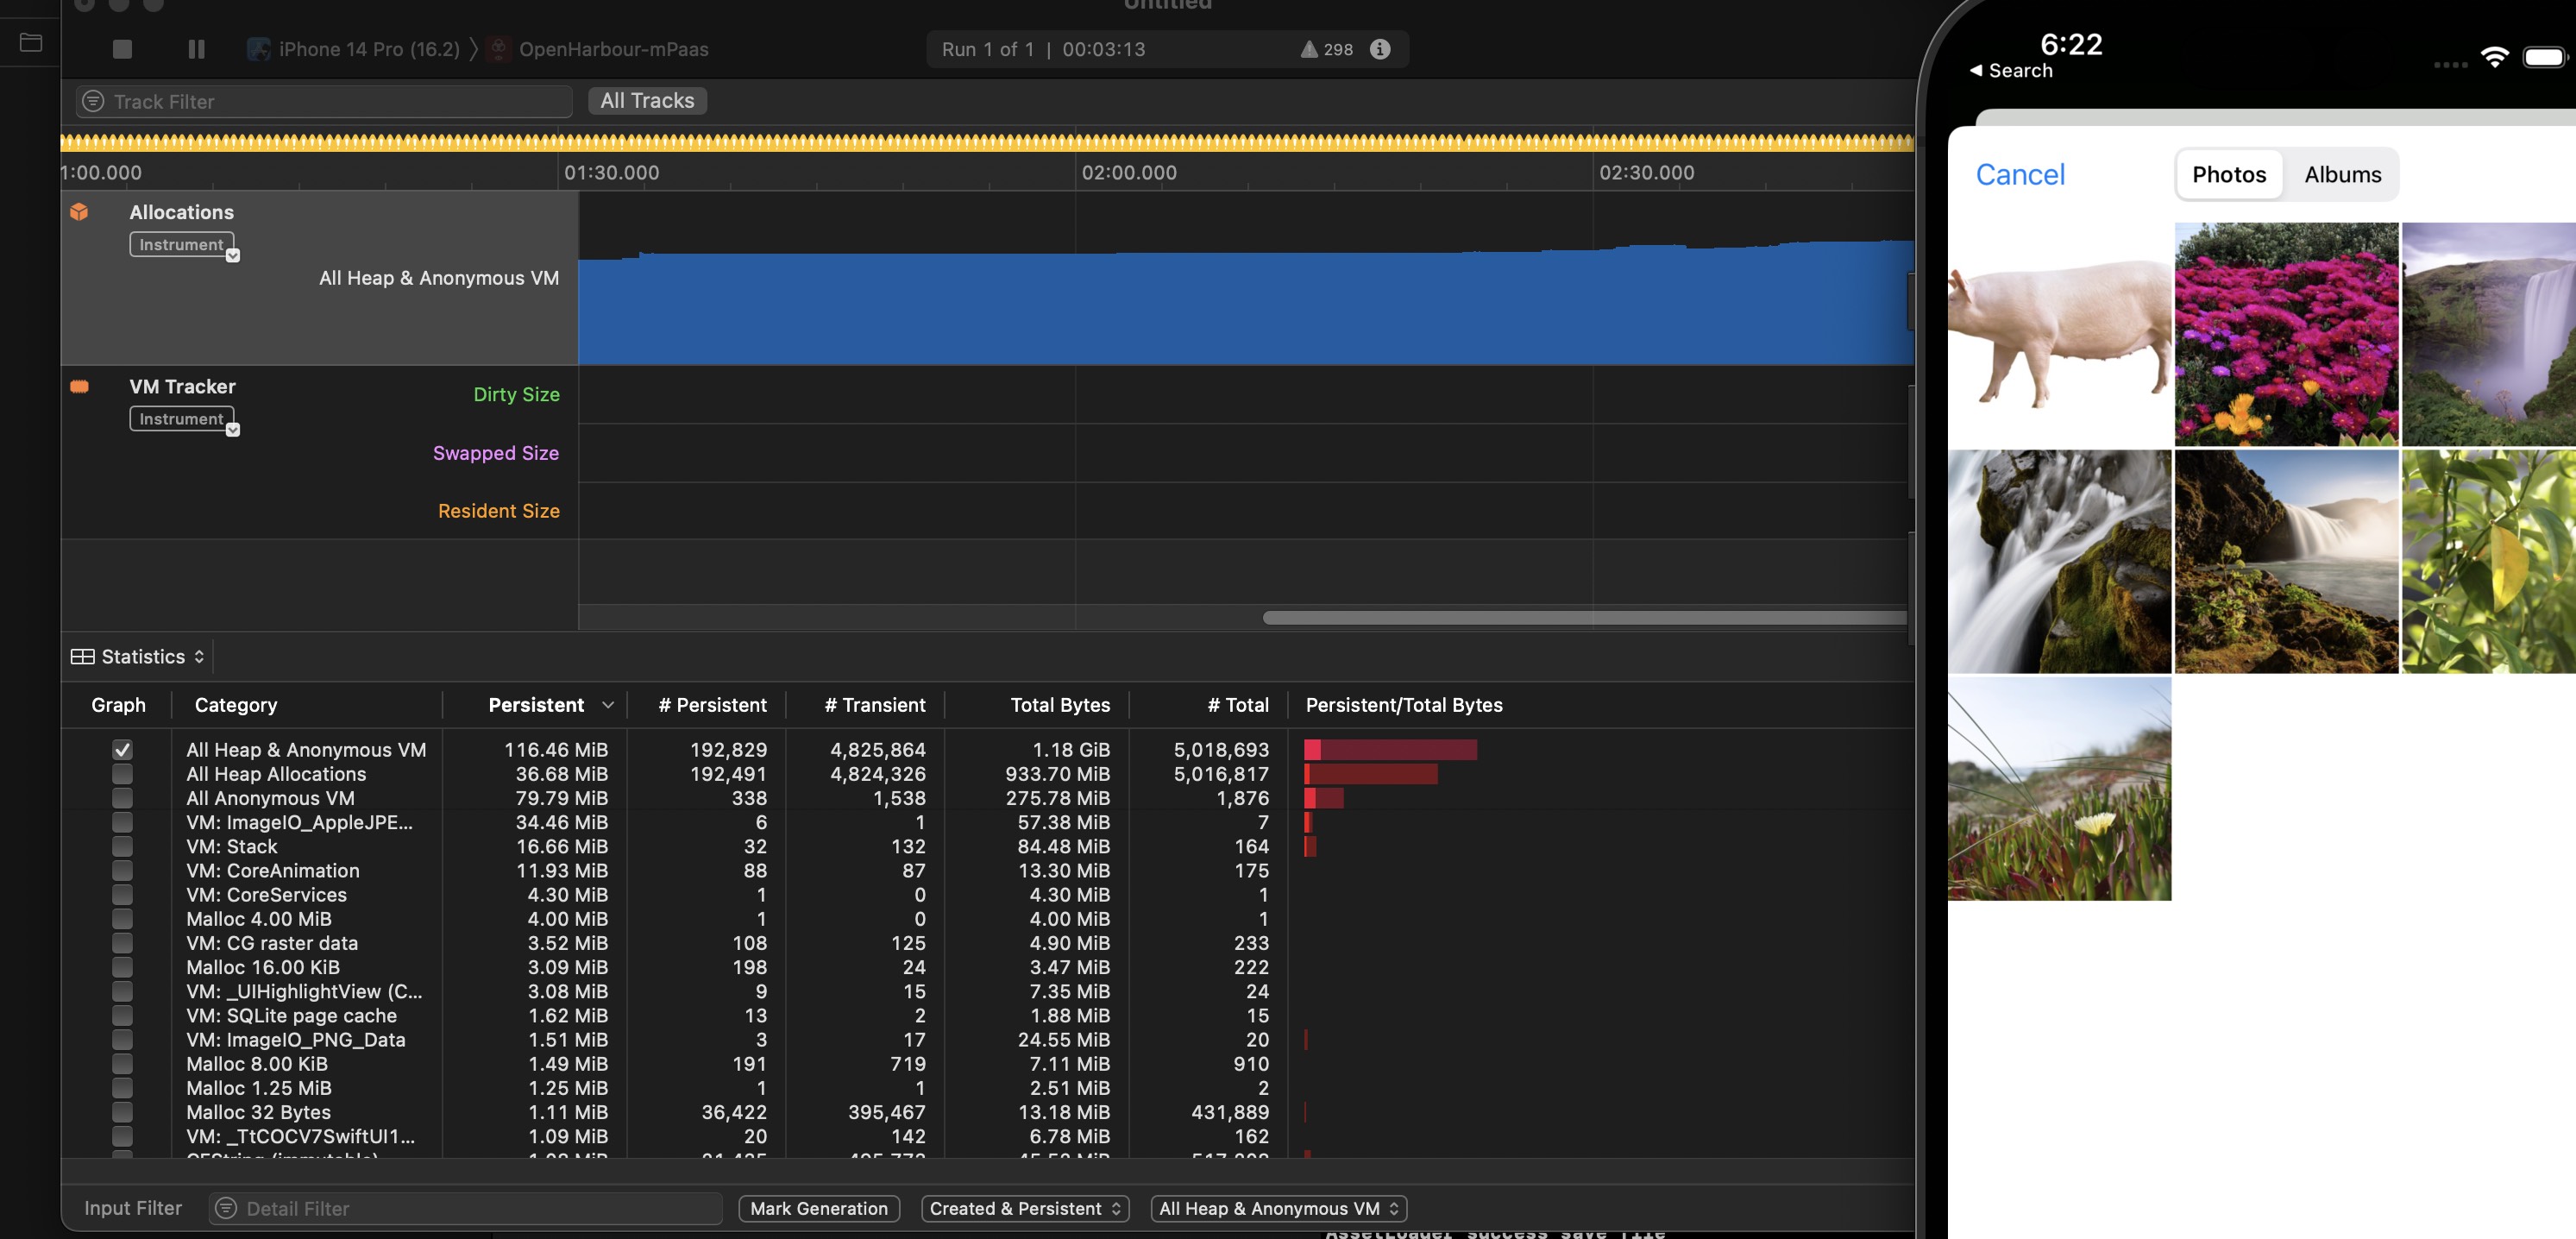 Untitled
iPhone 14 Pro (16.2) 〉 OpenHarbour-mPaas
Run 1 of 1 | 00:03:13
298
Track Filter
All Tracks
1:00.000
01:30.000
02:00.000
02:30.000
Allocations
Instrument
All Heap & Anonymous VM
VM Tracker
Instrument
Dirty Size
Swapped Size
Resident Size
Statistics
Graph Category Persistent # Persistent # Transient Total Bytes # Total Persistent/Total Bytes
All Heap & Anonymous VM 116.46 MiB 192,829 4,825,864 1.18 GiB 5,018,693
All Heap Allocations 36.68 MiB 192,491 4,824,326 933.70 MiB 5,016,817
All Anonymous VM 79.79 MiB 338 1,538 275.78 MiB 1,876
VM: ImageIO_AppleJPE... 34.46 MiB 6 1 57.38 MiB 7
VM: Stack 16.66 MiB 32 132 84.48 MiB 164
VM: CoreAnimation 11.93 MiB 88 87 13.30 MiB 175
VM: CoreServices 4.30 MiB 1 0 4.30 MiB 1
Malloc 4.00 MiB 4.00 MiB 1 0 4.00 MiB 1
VM: CG raster data 3.52 MiB 108 125 4.90 MiB 233
Malloc 16.00 KiB 3.09 MiB 198 24 3.47 MiB 222
VM: _UIHighlightView (C... 3.08 MiB 9 15 7.35 MiB 24
VM: SQLite page cache 1.62 MiB 13 2 1.88 MiB 15
VM: ImageIO_PNG_Data 1.51 MiB 3 17 24.55 MiB 20
Malloc 8.00 KiB 1.49 MiB 191 719 7.11 MiB 910
Malloc 1.25 MiB 1.25 MiB 1 1 2.51 MiB 2
Malloc 32 Bytes 1.11 MiB 36,422 395,467 13.18 MiB 431,889
VM: _TtCOCV7SwiftUI1... 1.09 MiB 20 142 6.78 MiB 162
CFString (immutable)
Input Filter
Detail Filter
Mark Generation
Created & Persistent
All Heap & Anonymous VM
AssetLoader success save file
6:22
◀ Search
Cancel
Photos
Albums